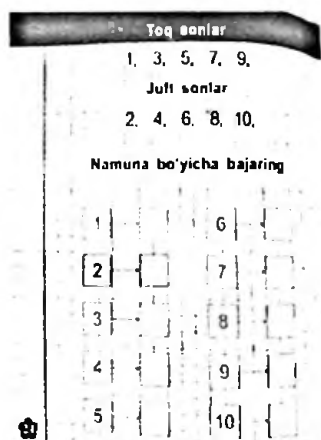 Toq sonlar
1, 3, 5, 7, 9.
Juft sonlar
2, 4, 6, 8, 10.
Namuna bo'yicha bajaring
1 6
2 7
3 8
4 9
5 10